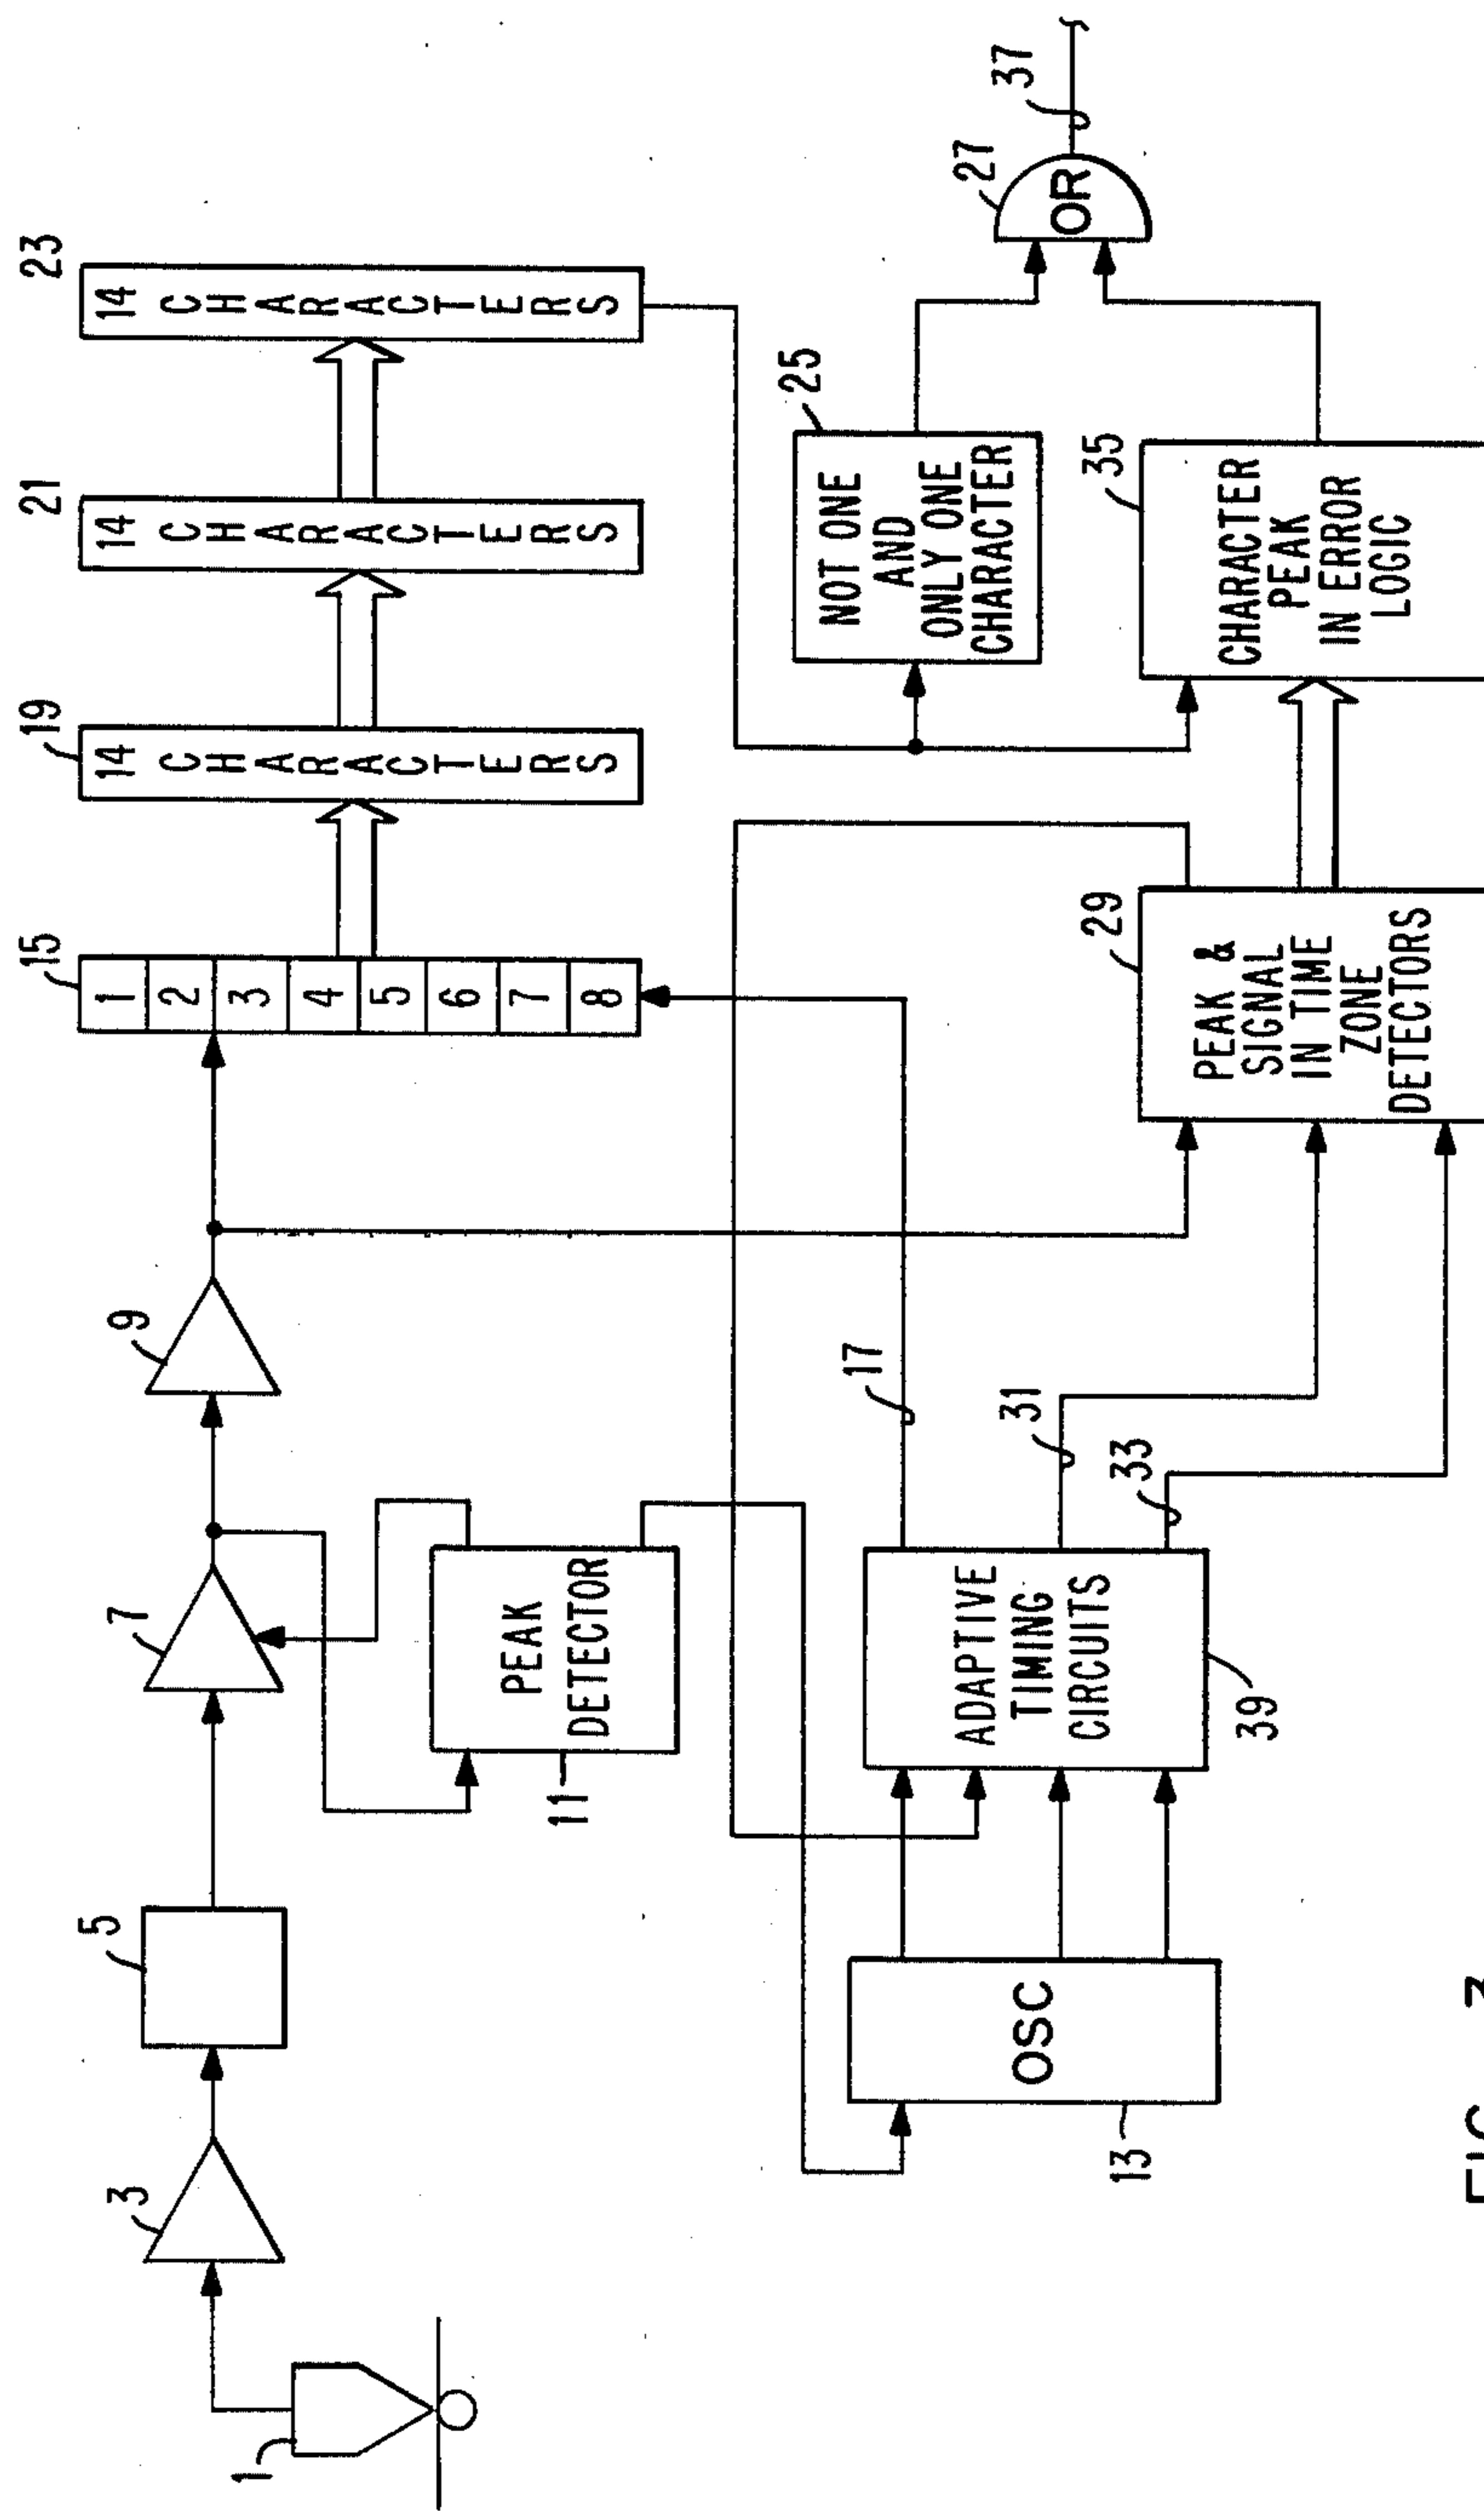 1
3
5
7
9
PEAK
DETECTOR
11
15
1
2
3
4
5
6
7
8
19
14 CHARACTERS
21
14 CHARACTERS
23
14 CHARACTERS
OSC
13
ADAPTIVE
TIMING
CIRCUITS
39
17
31
33
PEAK &
SIGNAL
IN TIME
ZONE
DETECTORS
29
NOT ONE
AND
ONLY ONE
CHARACTER
25
CHARACTER
PEAK
IN ERROR
LOGIC
35
OR
27
37